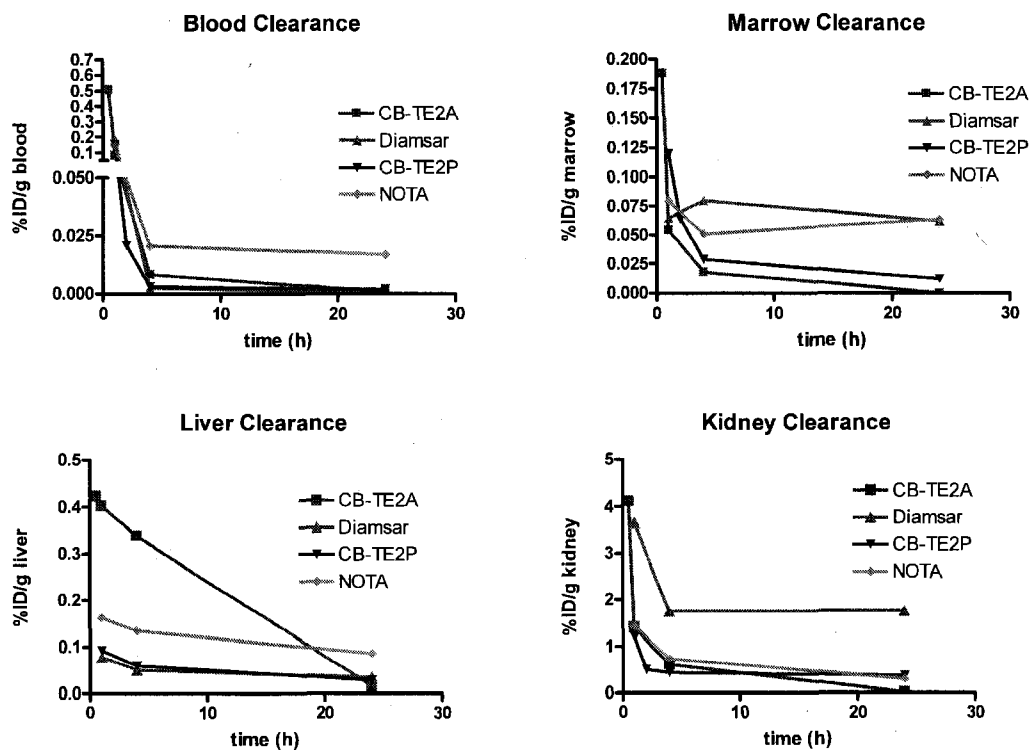 Blood Clearance
%ID/g blood
0.7
0.6
0.5
0.4
0.3
0.2
0.1
0.050
0.025
0.000
0
10
20
30
time (h)
CB-TE2A
Diamsar
CB-TE2P
NOTA
Marrow Clearance
%ID/g marrow
0.200
0.175
0.150
0.125
0.100
0.075
0.050
0.025
0.000
0
10
20
30
time (h)
CB-TE2A
Diamsar
CB-TE2P
NOTA
Liver Clearance
%ID/g liver
0.5
0.4
0.3
0.2
0.1
0.0
0
10
20
30
time (h)
CB-TE2A
Diamsar
CB-TE2P
NOTA
Kidney Clearance
%ID/g kidney
5
4
3
2
1
0
0
10
20
30
time (h)
CB-TE2A
Diamsar
CB-TE2P
NOTA